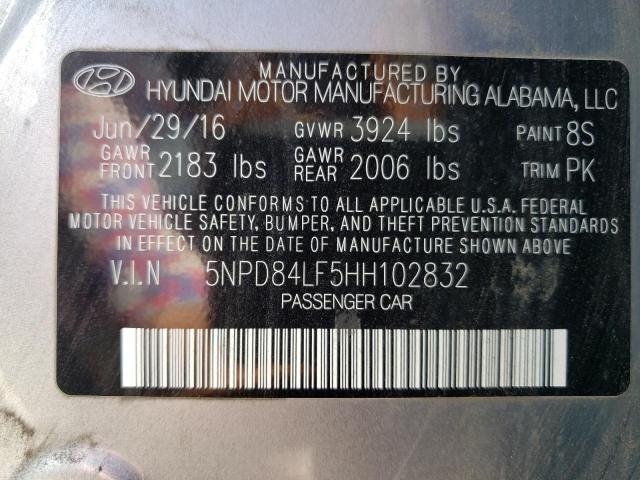 MANUFACTURED BY
HYUNDAI MOTOR MANUFACTURING ALABAMA, LLC
Jun/29/16 GVWR 3924 lbs PAINT 8S
GAWR FRONT 2183 lbs GAWR REAR 2006 lbs TRIM PK
THIS VEHICLE CONFORMS TO ALL APPLICABLE U.S.A. FEDERAL
MOTOR VEHICLE SAFETY, BUMPER, AND THEFT PREVENTION STANDARDS
IN EFFECT ON THE DATE OF MANUFACTURE SHOWN ABOVE
V.I.N 5NPD84LF5HH102832
PASSENGER CAR